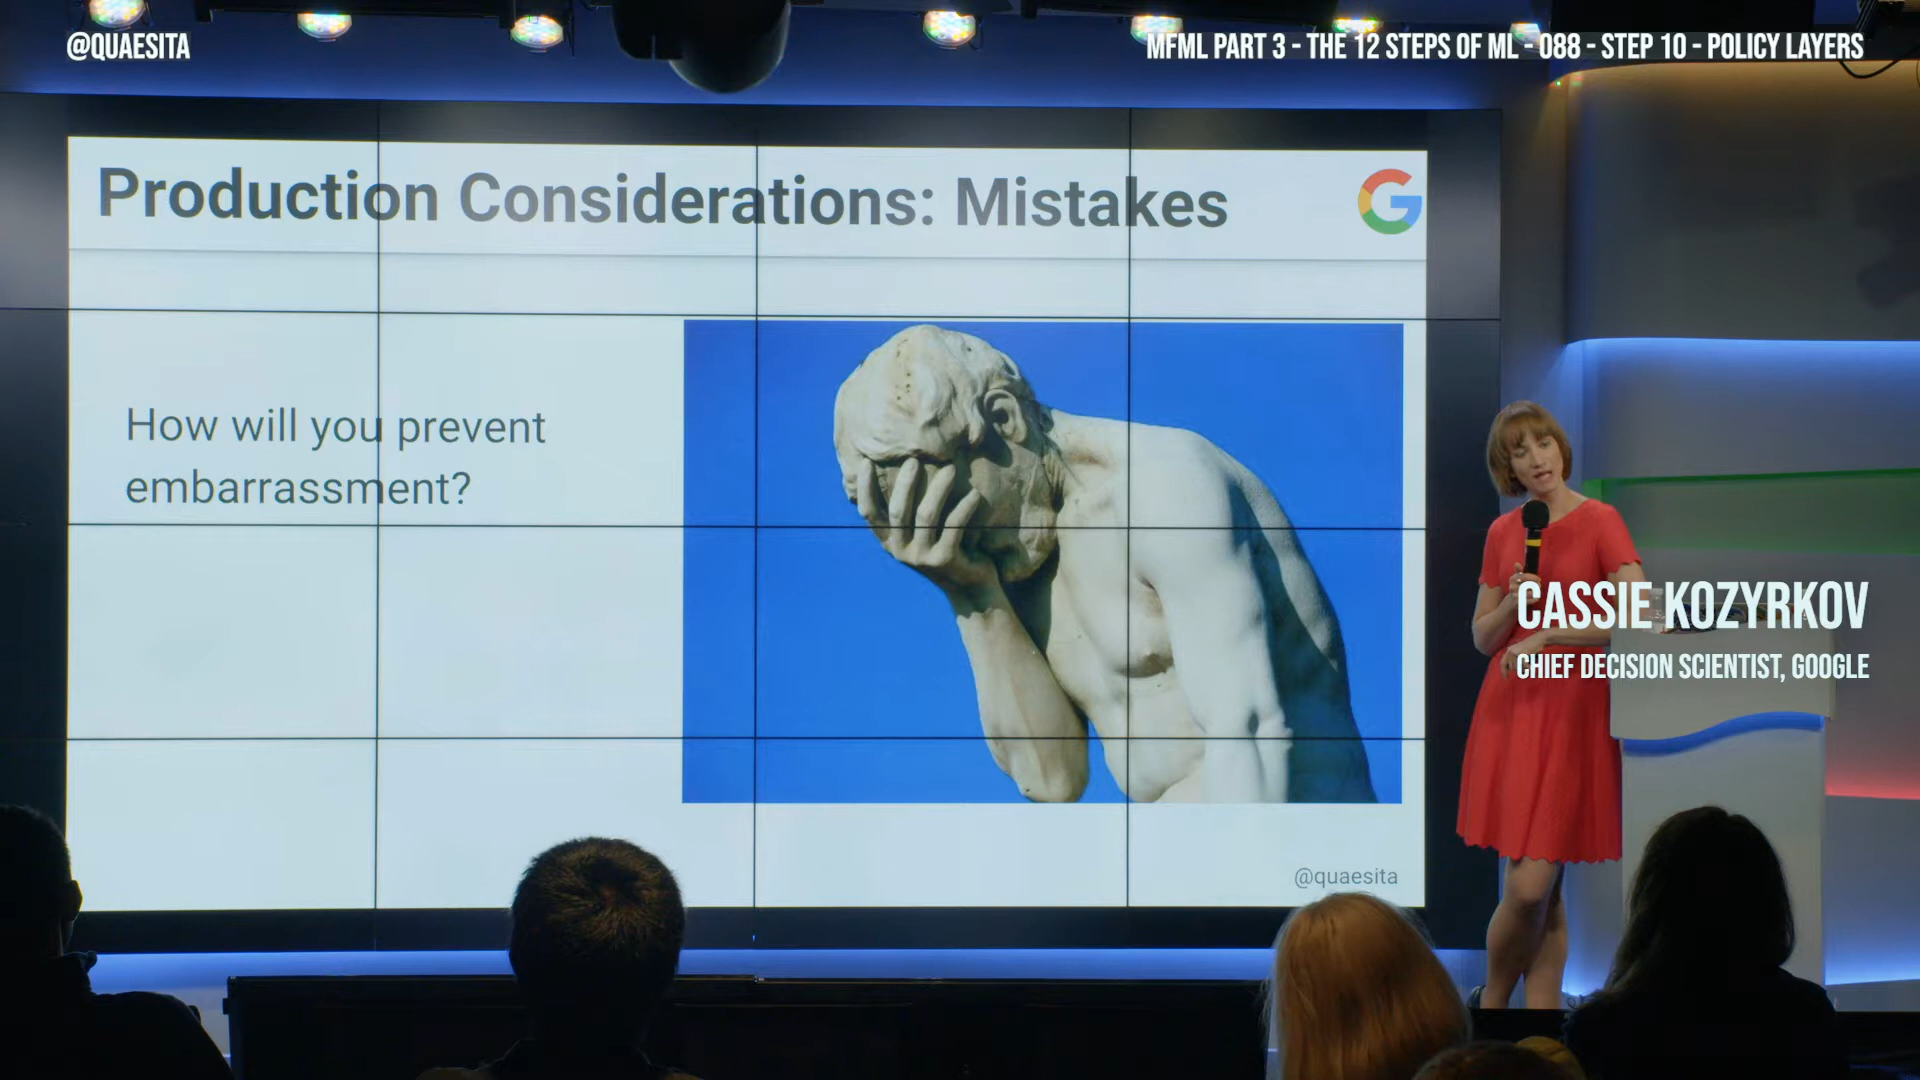 @QUAESITA
MFML PART 3 - THE 12 STEPS OF ML - 088 - STEP 10 - POLICY LAYERS
Production Considerations: Mistakes
G
How will you prevent
embarrassment?
CASSIE KOZYRKOV
CHIEF DECISION SCIENTIST, GOOGLE
@quaesita